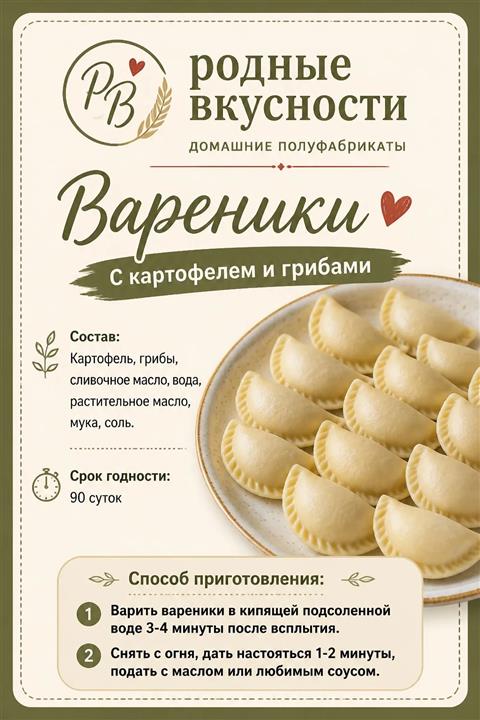 РВ
родные
вкусности
ДОМАШНИЕ ПОЛУФАБРИКАТЫ
Вареники
С картофелем и грибами
Состав:
Картофель, грибы,
сливочное масло, вода,
растительное масло,
мука, соль.
Срок годности:
90 суток
Способ приготовления:
1 Варить вареники в кипящей подсоленной
воде 3-4 минуты после всплытия.
2 Снять с огня, дать настояться 1-2 минуты,
подать с маслом или любимым соусом.